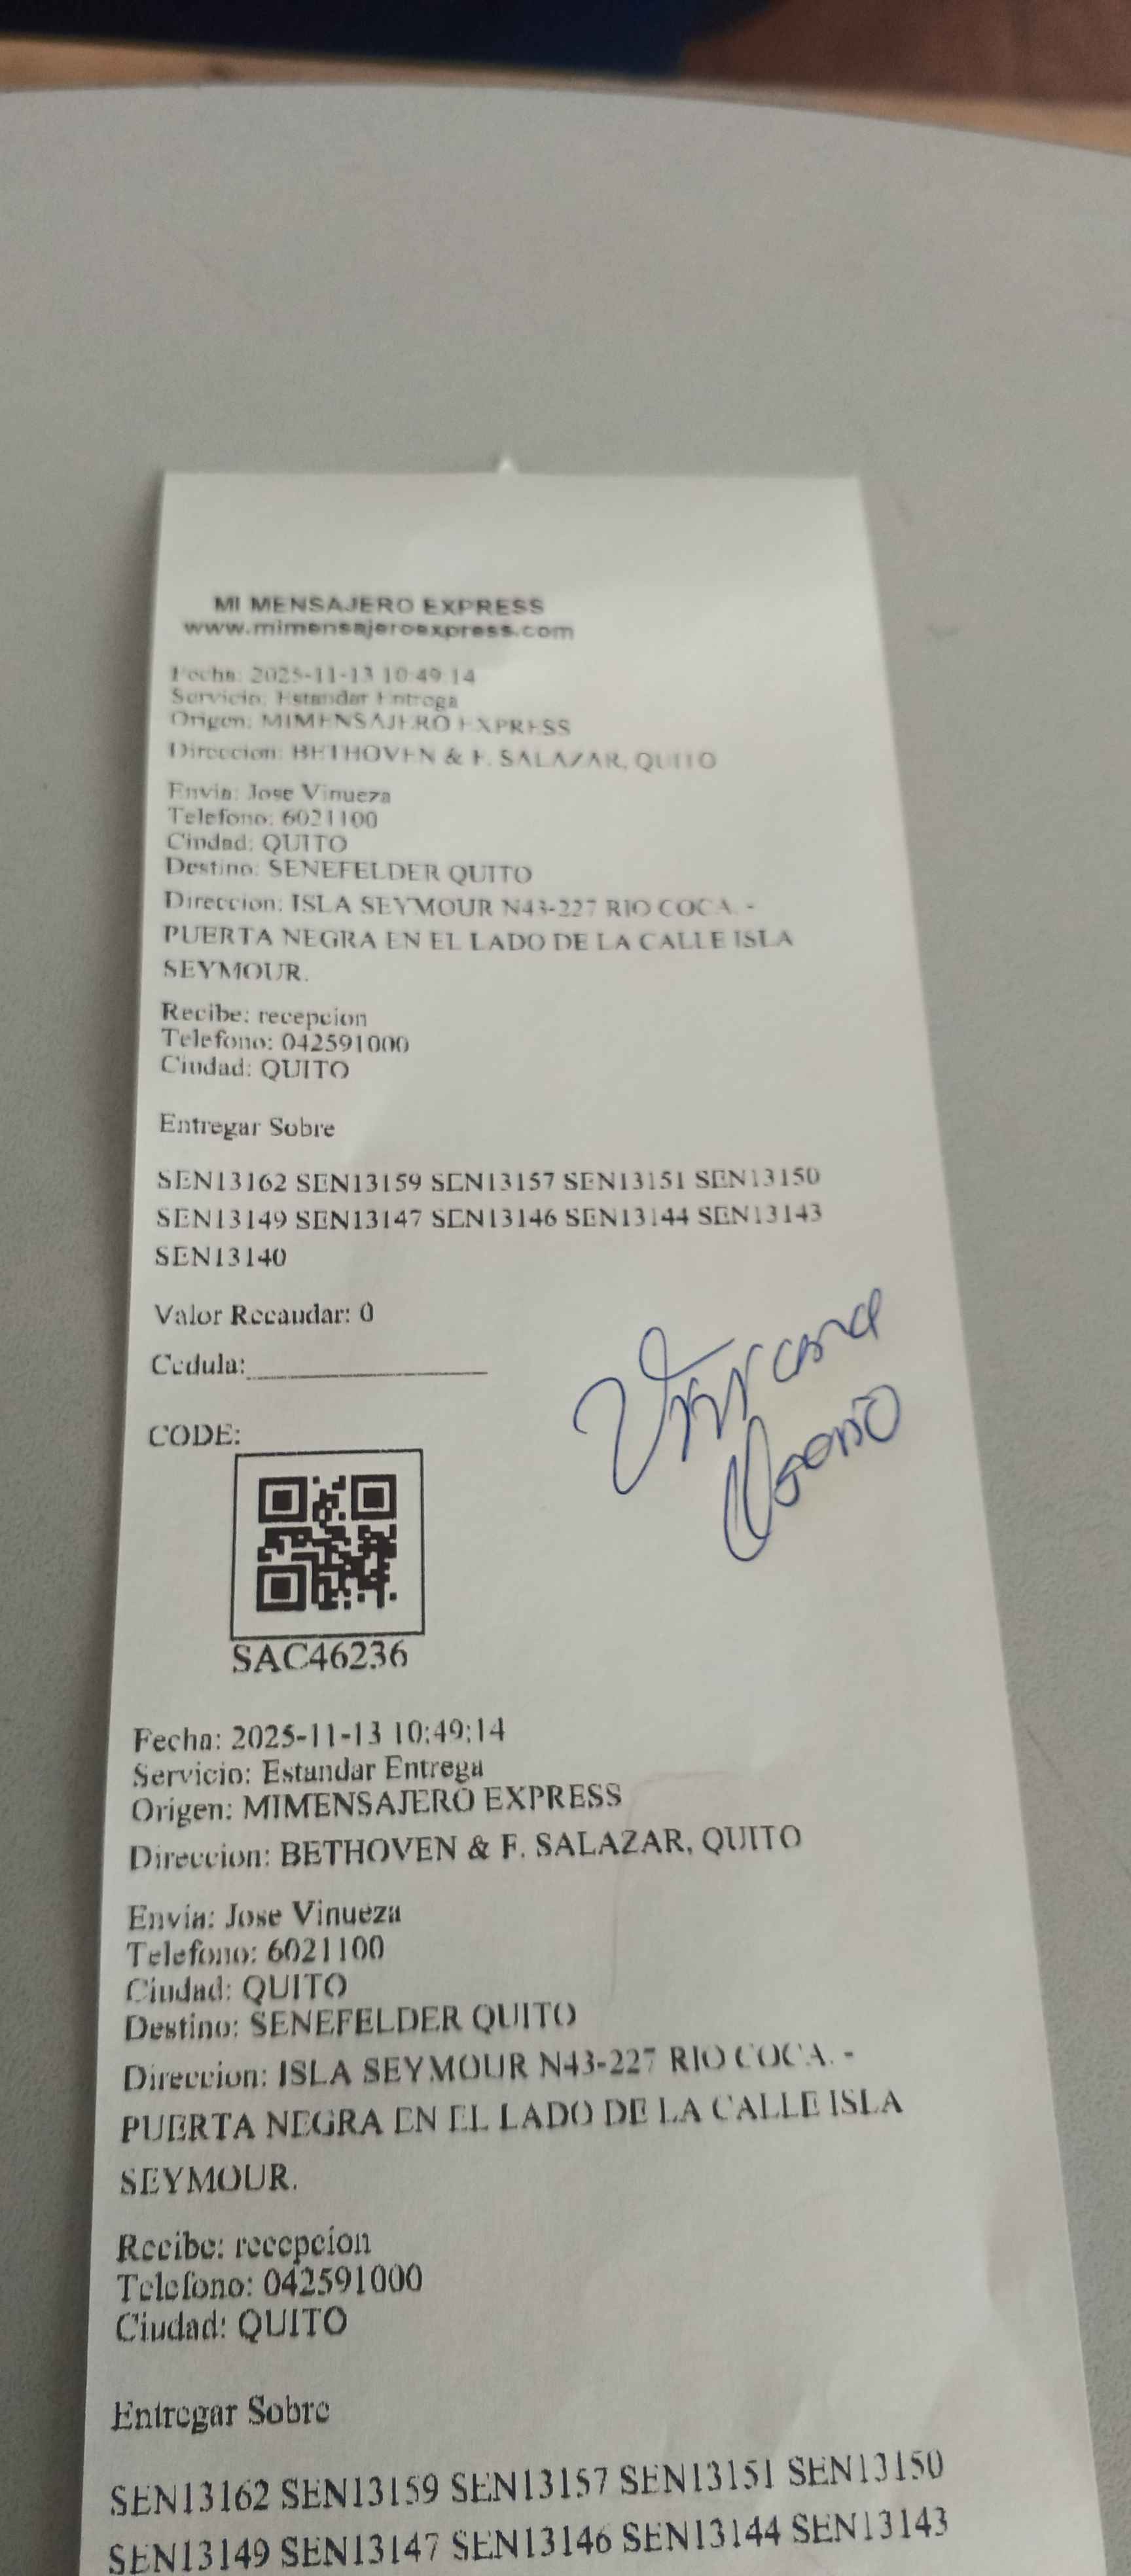 MI MENSAJERO EXPRESS
www.mimensajeroexpress.com
Fecha: 2025-11-13 10:49:14
Servicio: Estandar Entrega
Origen: MIMENSAJERO EXPRESS
Direccion: BETHOVEN & F. SALAZAR, QUITO
Envia: Jose Vinueza
Telefono: 6021100
Ciudad: QUITO
Destino: SENEFELDER QUITO
Direccion: ISLA SEYMOUR N43-227 RIO COCA. -
PUERTA NEGRA EN EL LADO DE LA CALLE ISLA
SEYMOUR.
Recibe: recepcion
Telefono: 042591000
Ciudad: QUITO
Entregar Sobre
SEN13162 SEN13159 SEN13157 SEN13151 SEN13150
SEN13149 SEN13147 SEN13146 SEN13144 SEN13143
SEN13140
Valor Recaudar: 0
Cedula:
CODE:
SAC46236
Fecha: 2025-11-13 10:49:14
Servicio: Estandar Entrega
Origen: MIMENSAJERO EXPRESS
Direccion: BETHOVEN & F. SALAZAR, QUITO
Envia: Jose Vinueza
Telefono: 6021100
Ciudad: QUITO
Destino: SENEFELDER QUITO
Direccion: ISLA SEYMOUR N43-227 RIO COCA. -
PUERTA NEGRA EN EL LADO DE LA CALLE ISLA
SEYMOUR.
Recibe: recepcion
Telefono: 042591000
Ciudad: QUITO
Entregar Sobre
SEN13162 SEN13159 SEN13157 SEN13151 SEN13150
SEN13149 SEN13147 SEN13146 SEN13144 SEN13143